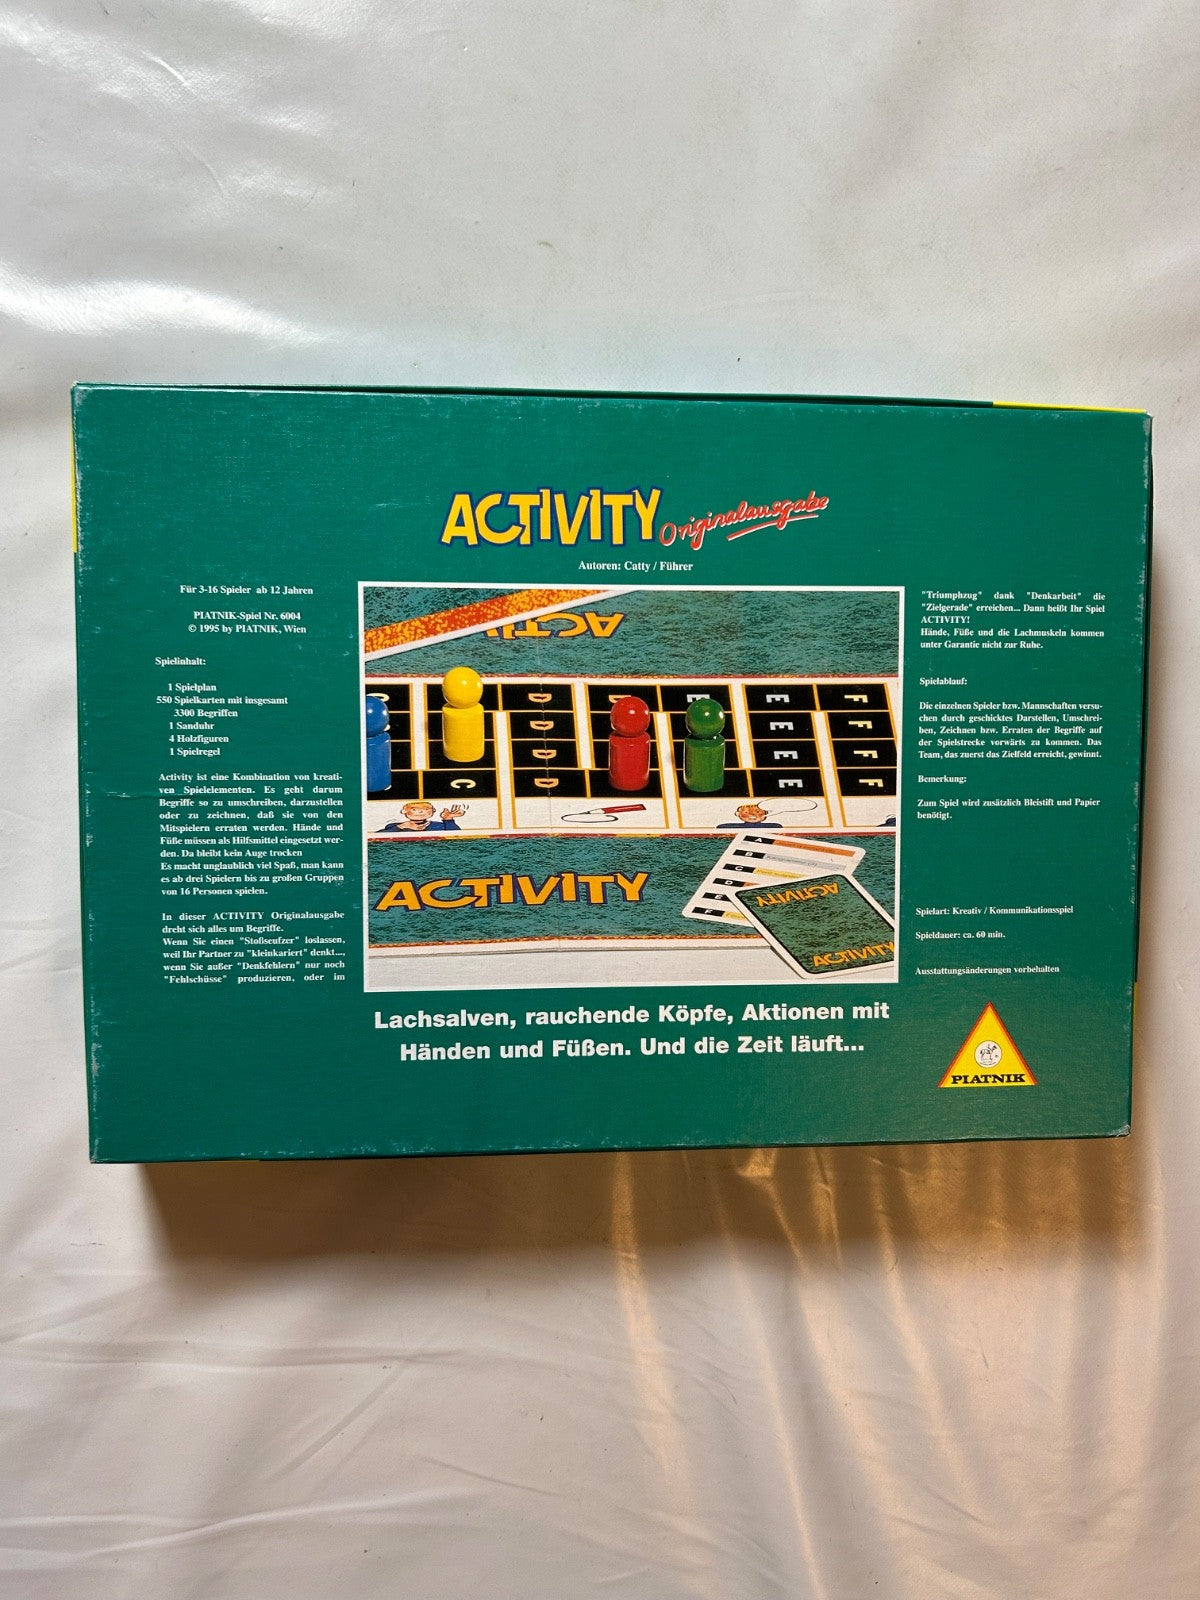 ACTIVITY Originalausgabe
Autoren: Catty / Führer
Für 3-16 Spieler ab 12 Jahren
PIATNIK-Spiel Nr. 6004
© 1995 by PIATNIK, Wien
Spielinhalt:
1 Spielplan
550 Spielkarten mit insgesamt
3300 Begriffen
1 Sanduhr
4 Holzfiguren
1 Spielregel
Activity ist eine Kombination von kreati-
ven Spielelementen. Es geht darum
Begriffe so zu umschreiben, darzustellen
oder zu zeichnen, daß sie von den
Mitspielern erraten werden. Hände und
Füße müssen als Hilfsmittel eingesetzt wer-
den. Da bleibt kein Auge trocken
Es macht unglaublich viel Spaß, man kann
es ab drei Spielern bis zu großen Gruppen
von 16 Personen spielen.
In dieser ACTIVITY Originalausgabe
dreht sich alles um Begriffe.
Wenn Sie einen "Stoßseufzer" loslassen,
weil Ihr Partner zu "kleinkariert" denkt...,
wenn Sie außer "Denkfehlern" nur noch
"Fehlschüsse" produzieren, oder im
ACTIVITY
C D D E E F
D E F
D E F
C D E F
ACTIVITY
A
B
C
D
E
F
ACTIVITY
ACTIVITY
Lachsalven, rauchende Köpfe, Aktionen mit
Händen und Füßen. Und die Zeit läuft...
"Triumphzug" dank "Denkarbeit" die
"Zielgerade" erreichen... Dann heißt Ihr Spiel
ACTIVITY!
Hände, Füße und die Lachmuskeln kommen
unter Garantie nicht zur Ruhe.
Spielablauf:
Die einzelnen Spieler bzw. Mannschaften versu-
chen durch geschicktes Darstellen, Umschrei-
ben, Zeichnen bzw. Erraten der Begriffe auf
der Spielstrecke vorwärts zu kommen. Das
Team, das zuerst das Zielfeld erreicht, gewinnt.
Bemerkung:
Zum Spiel wird zusätzlich Bleistift und Papier
benötigt.
Spielart: Kreativ / Kommunikationsspiel
Spieldauer: ca. 60 min.
Ausstattungsänderungen vorbehalten
PIATNIK